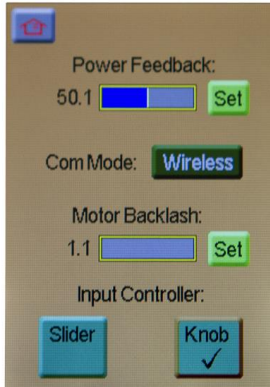 Power Feedback:
50.1 Set
Com Mode: Wireless
Motor Backlash:
1.1 Set
Input Controller:
Slider Knob